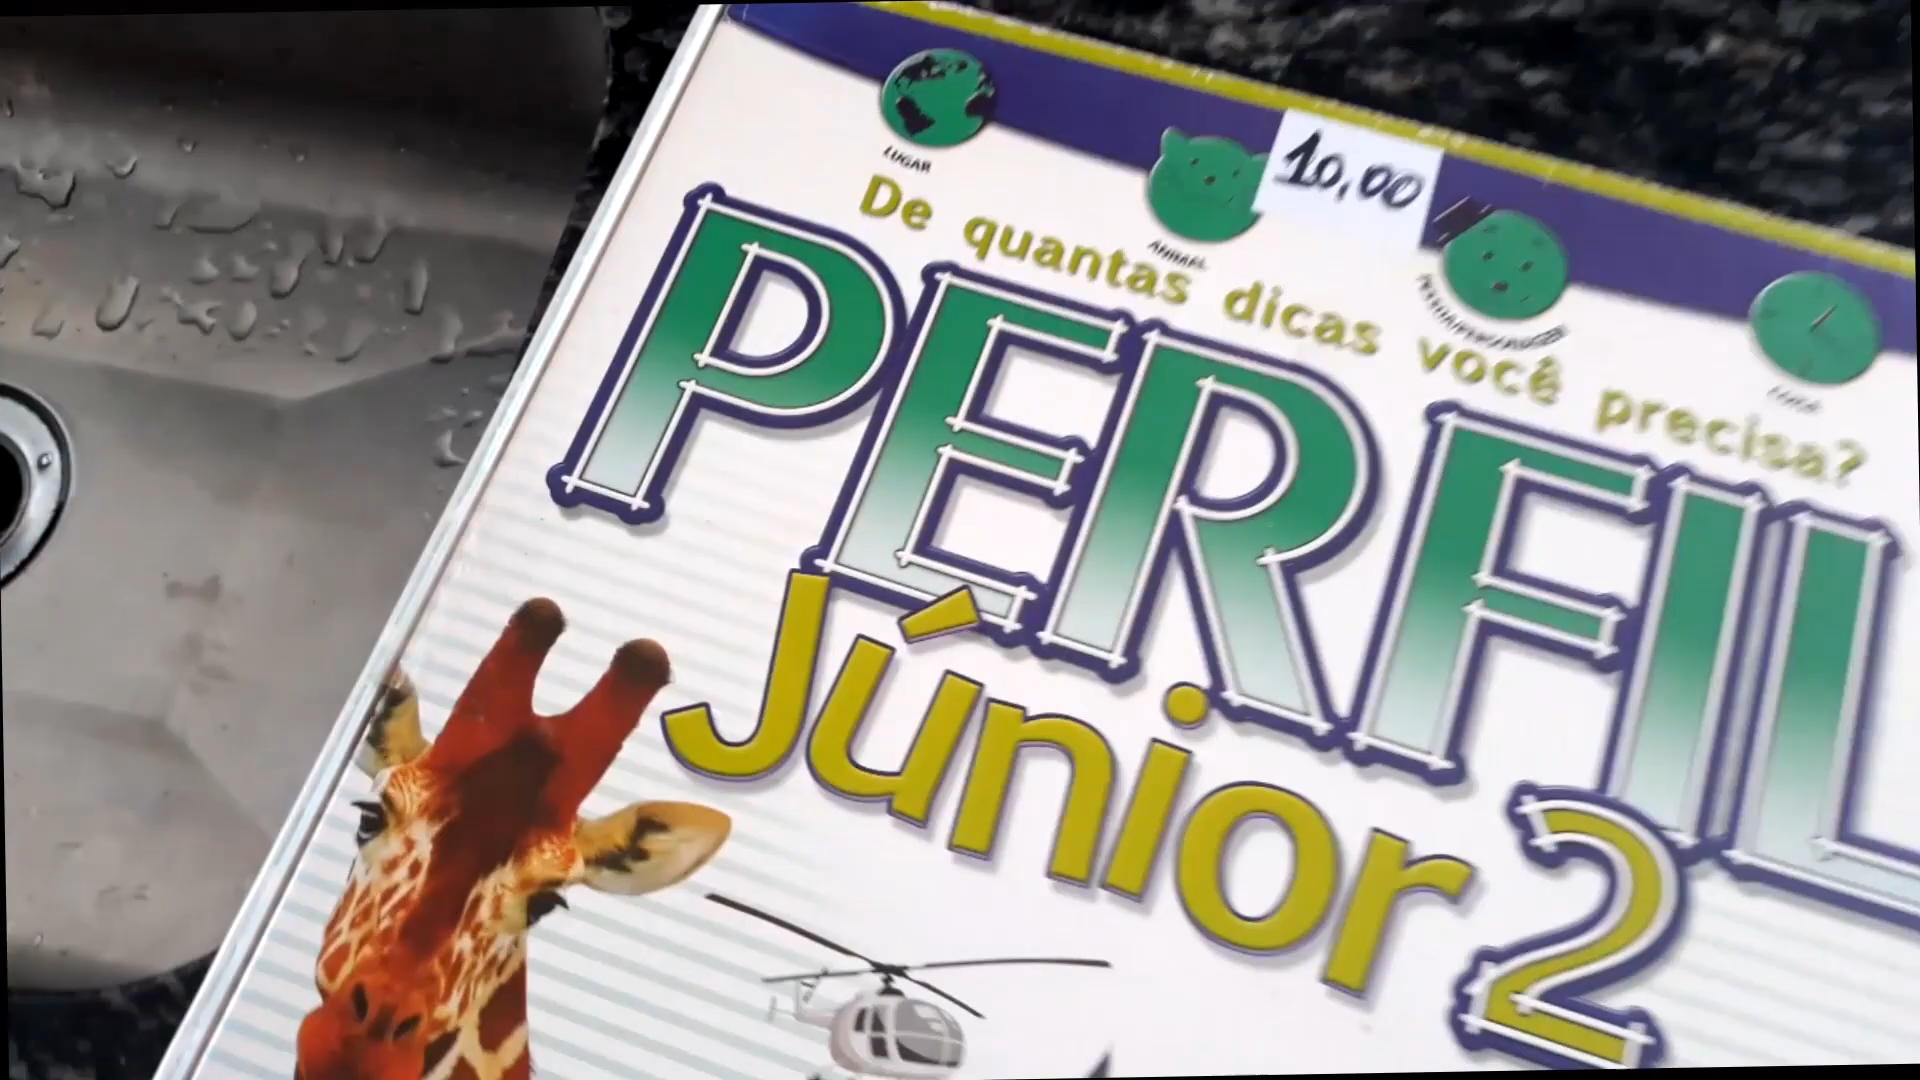 LUGAR
ANIMAL
10,00
De quantas dicas você precisa?
PERFIL
Júnior 2